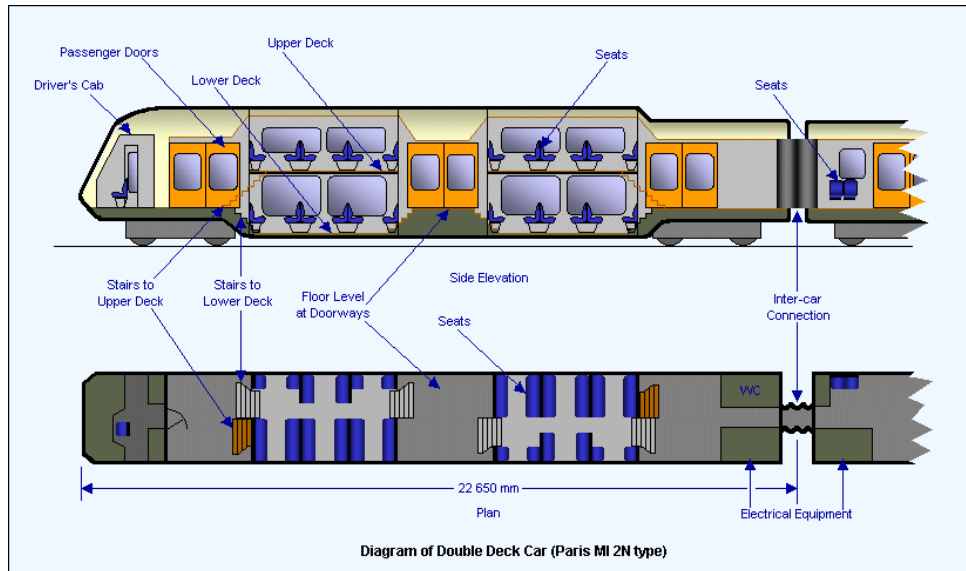 Upper Deck
Passenger Doors
Seats
Lower Deck
Driver's Cab
Seats
Side Elevation
Stairs to
Upper Deck
Stairs to
Lower Deck
Floor Level
at Doorways
Seats
Inter-car
Connection
WC
22 650 mm
Plan
Electrical Equipment
Diagram of Double Deck Car (Paris MI 2N type)